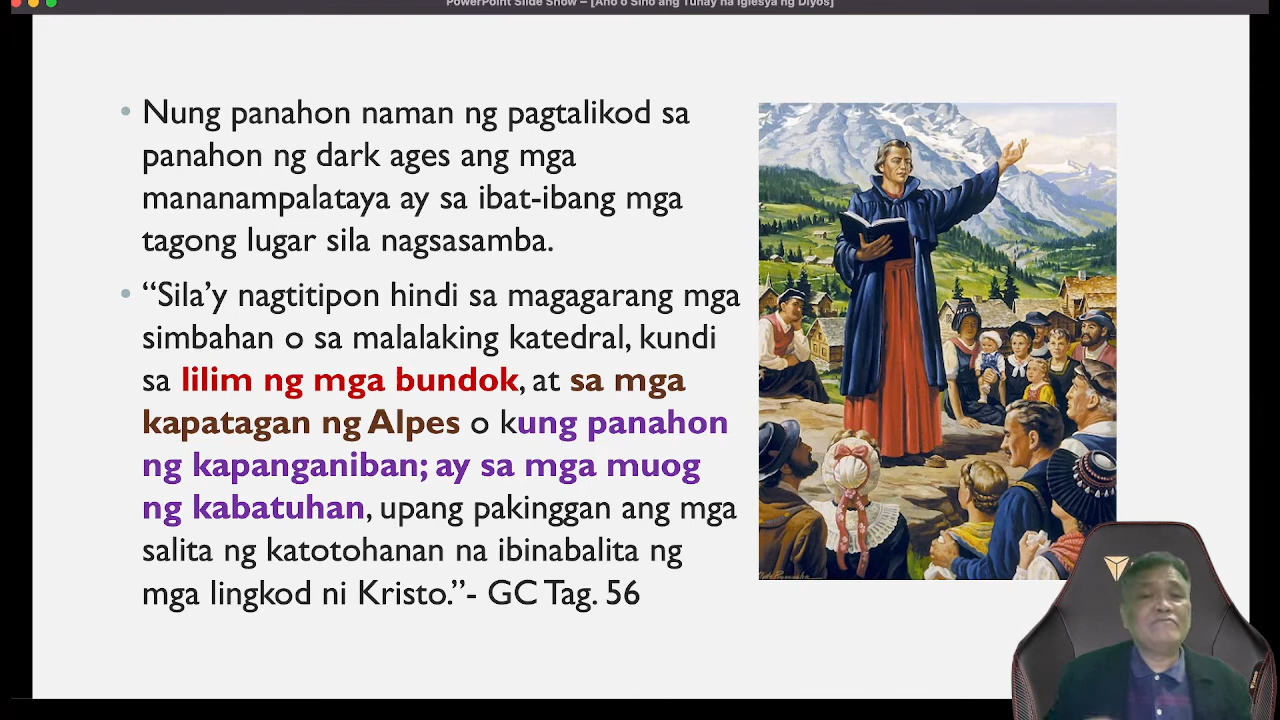 PowerPoint Slide Show – [Ano o Sino ang Tunay na Iglesya ng Diyos]
• Nung panahon naman ng pagtalikod sa
panahon ng dark ages ang mga
mananampalataya ay sa ibat-ibang mga
tagong lugar sila nagsasamba.
• “Sila’y nagtitipon hindi sa magagarang mga
simbahan o sa malalaking katedral, kundi
sa lilim ng mga bundok, at sa mga
kapatagan ng Alpes o kung panahon
ng kapanganiban; ay sa mga muog
ng kabatuhan, upang pakinggan ang mga
salita ng katotohanan na ibinabalita ng
mga lingkod ni Kristo.”- GC Tag. 56